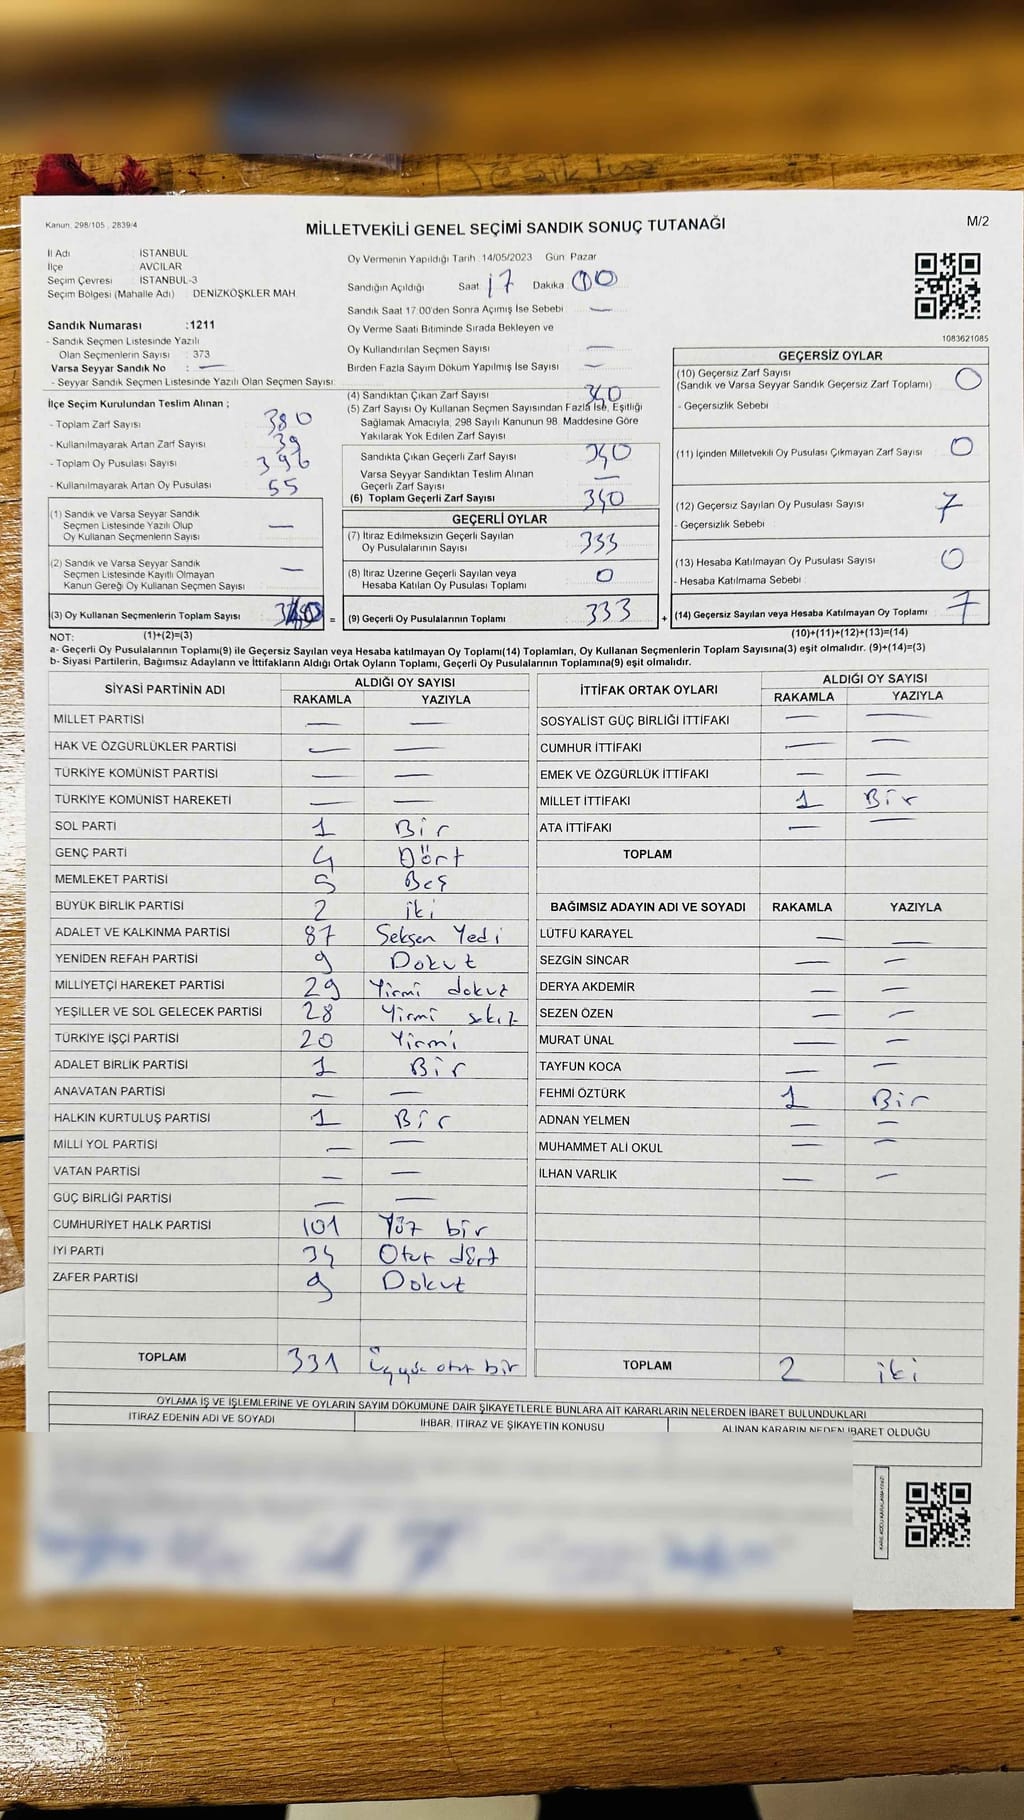 Kanun, 298/105 , 2839/4
MİLLETVEKİLİ GENEL SEÇİMİ SANDIK SONUÇ TUTANAĞI
M/2
İl Adı : İSTANBUL
İlçe : AVCILAR
Seçim Çevresi : İSTANBUL-3
Seçim Bölgesi (Mahalle Adı) : DENİZKÖŞKLER MAH.
Sandık Numarası :1211
- Sandık Seçmen Listesinde Yazılı
Olan Seçmenlerin Sayısı : 373
Varsa Seyyar Sandık No : —
- Seyyar Sandık Seçmen Listesinde Yazılı Olan Seçmen Sayısı:
Oy Vermenin Yapıldığı Tarih :14/05/2023 Gün Pazar
Sandığın Açıldığı Saat 17 Dakika 00
Sandık Saat 17.00'den Sonra Açımış İse Sebebi —
Oy Verme Saati Bitiminde Sırada Bekleyen ve
Oy Kullandırılan Seçmen Sayısı —
Birden Fazla Sayım Döküm Yapılmış İse Sayısı —
1083621085
İlçe Seçim Kurulundan Teslim Alınan ;
- Toplam Zarf Sayısı 380
- Kullanılmayarak Artan Zarf Sayısı 39
- Toplam Oy Pusulası Sayısı 396
- Kullanılmayarak Artan Oy Pusulası 55
(1) Sandık ve Varsa Seyyar Sandık
Seçmen Listesinde Yazılı Olup
Oy Kullanan Seçmenlerin Sayısı —
(2) Sandık ve Varsa Seyyar Sandık
Seçmen Listesinde Kayıtlı Olmayan
Kanun Gereği Oy Kullanan Seçmen Sayısı —
(3) Oy Kullanan Seçmenlerin Toplam Sayısı =
(4) Sandıktan Çıkan Zarf Sayısı 340
(5) Zarf Sayısı Oy Kullanan Seçmen Sayısından Fazla İse, Eşitliği
Sağlamak Amacıyla, 298 Sayılı Kanunun 98. Maddesine Göre
Yakılarak Yok Edilen Zarf Sayısı
Sandıkta Çıkan Geçerli Zarf Sayısı 340
Varsa Seyyar Sandıktan Teslim Alınan
Geçerli Zarf Sayısı —
(6) Toplam Geçerli Zarf Sayısı 340
GEÇERLİ OYLAR
(7) İtiraz Edilmeksizin Geçerli Sayılan
Oy Pusulalarının Sayısı 333
(8) İtiraz Üzerine Geçerli Sayılan veya
Hesaba Katılan Oy Pusulası Toplamı 0
(9) Geçerli Oy Pusulalarının Toplamı 333 +
GEÇERSİZ OYLAR
(10) Geçersiz Zarf Sayısı 0
(Sandık ve Varsa Seyyar Sandık Geçersiz Zarf Toplamı)
- Geçersizlik Sebebi :
(11) İçinden Milletvekili Oy Pusulası Çıkmayan Zarf Sayısı 0
(12) Geçersiz Sayılan Oy Pusulası Sayısı 7
- Geçersizlik Sebebi :
(13) Hesaba Katılmayan Oy Pusulası Sayısı 0
- Hesaba Katılmama Sebebi :
(14) Geçersiz Sayılan veya Hesaba Katılmayan Oy Toplamı 7
NOT: (1)+(2)=(3) (10)+(11)+(12)+(13)=(14)
a- Geçerli Oy Pusulalarının Toplamı(9) ile Geçersiz Sayılan veya Hesaba katılmayan Oy Toplamı(14) Toplamları, Oy Kullanan Seçmenlerin Toplam Sayısına(3) eşit olmalıdır. (9)+(14)=(3)
b- Siyasi Partilerin, Bağımsız Adayların ve İttifakların Aldığı Ortak Oyların Toplamı, Geçerli Oy Pusulalarının Toplamına(9) eşit olmalıdır.
SİYASİ PARTİNİN ADI ALDIĞI OY SAYISI
RAKAMLA YAZIYLA
MİLLET PARTİSİ — —
HAK VE ÖZGÜRLÜKLER PARTİSİ — —
TÜRKİYE KOMÜNİST PARTİSİ — —
TÜRKİYE KOMÜNİST HAREKETİ — —
SOL PARTİ 1 Bir
GENÇ PARTİ 4 Dört
MEMLEKET PARTİSİ 5 Beş
BÜYÜK BİRLİK PARTİSİ 2 iki
ADALET VE KALKINMA PARTİSİ 87 Seksen Yedi
YENİDEN REFAH PARTİSİ 9 Dokuz
MİLLİYETÇİ HAREKET PARTİSİ 29 Yirmi dokuz
YEŞİLLER VE SOL GELECEK PARTİSİ 28 Yirmi sekiz
TÜRKİYE İŞÇİ PARTİSİ 20 Yirmi
ADALET BİRLİK PARTİSİ 1 Bir
ANAVATAN PARTİSİ — —
HALKIN KURTULUŞ PARTİSİ 1 Bir
MİLLİ YOL PARTİSİ — —
VATAN PARTİSİ — —
GÜÇ BİRLİĞİ PARTİSİ — —
CUMHURİYET HALK PARTİSİ 101 Yüz bir
İYİ PARTİ 34 Otuz dört
ZAFER PARTİSİ 9 Dokuz
TOPLAM 331 Üçyüz otuz bir
İTTİFAK ORTAK OYLARI ALDIĞI OY SAYISI
RAKAMLA YAZIYLA
SOSYALİST GÜÇ BİRLİĞİ İTTİFAKI — —
CUMHUR İTTİFAKI — —
EMEK VE ÖZGÜRLÜK İTTİFAKI — —
MİLLET İTTİFAKI 1 Bir
ATA İTTİFAKI — —
TOPLAM
BAĞIMSIZ ADAYIN ADI VE SOYADI RAKAMLA YAZIYLA
LÜTFÜ KARAYEL — —
SEZGİN SİNCAR — —
DERYA AKDEMİR — —
SEZEN ÖZEN — —
MURAT ÜNAL — —
TAYFUN KOCA — —
FEHMİ ÖZTÜRK 1 Bir
ADNAN YELMEN — —
MUHAMMET ALİ OKUL — —
İLHAN VARLIK — —
TOPLAM 2 iki
OYLAMA İŞ VE İŞLEMLERİNE VE OYLARIN SAYIM DÖKÜMÜNE DAİR ŞİKAYETLERLE BUNLARA AİT KARARLARIN NELERDEN İBARET BULUNDUKLARI
İTİRAZ EDENİN ADI VE SOYADI İHBAR, İTİRAZ VE ŞİKAYETİN KONUSU ALINAN KARARIN NEDEN İBARET OLDUĞU